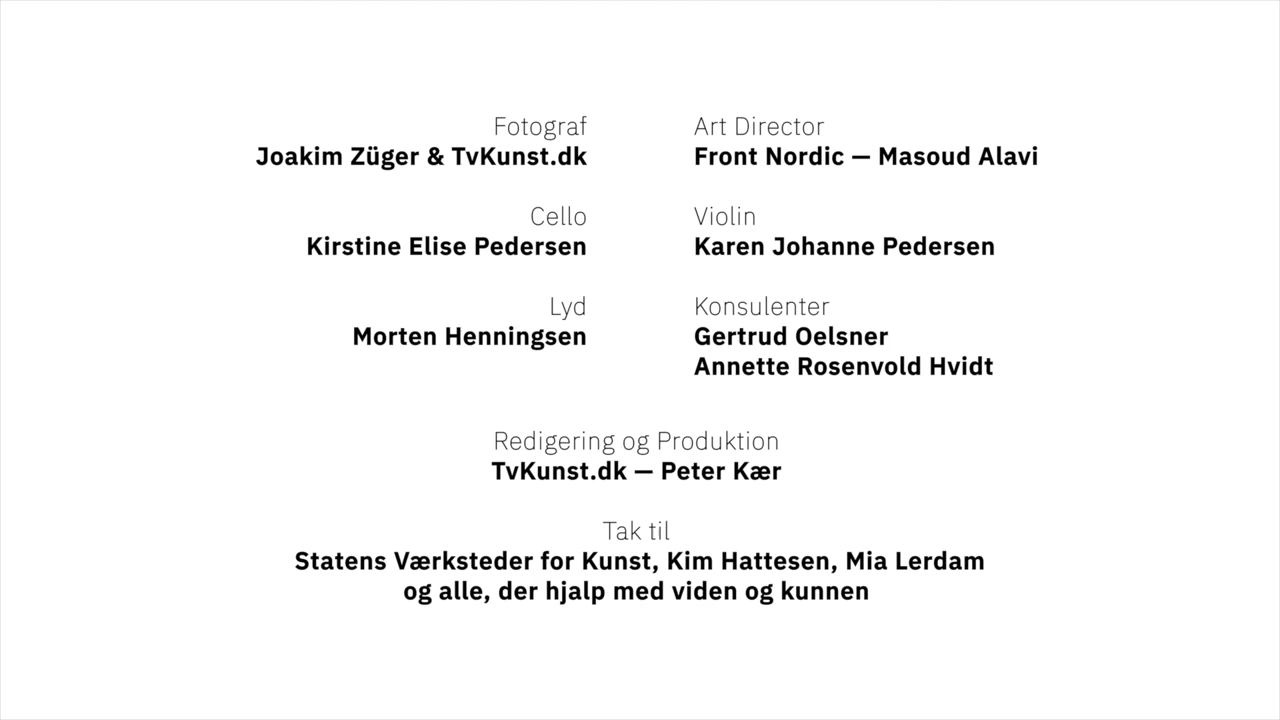 Fotograf
Joakim Züger & TvKunst.dk
Art Director
Front Nordic — Masoud Alavi
Cello
Kirstine Elise Pedersen
Violin
Karen Johanne Pedersen
Lyd
Morten Henningsen
Konsulenter
Gertrud Oelsner
Annette Rosenvold Hvidt
Redigering og Produktion
TvKunst.dk — Peter Kær
Tak til
Statens Værksteder for Kunst, Kim Hattesen, Mia Lerdam
og alle, der hjalp med viden og kunnen